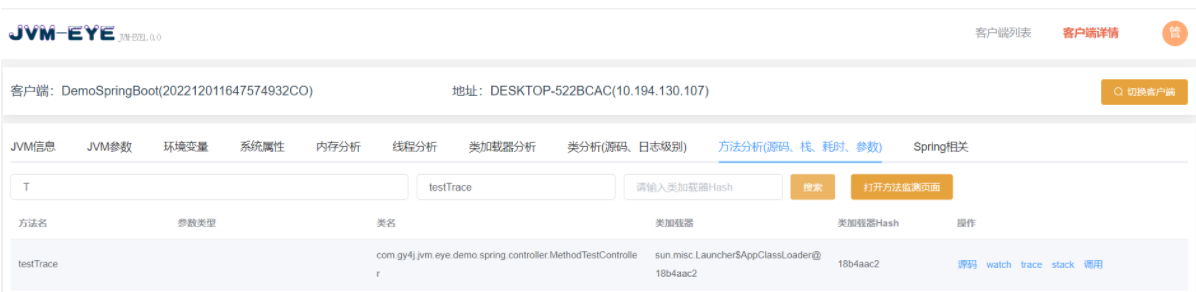 JVM-EYE JVM-EYE1.0.0 客户端列表 客户端详情 管
客户端：DemoSpringBoot(202212011647574932CO) 地址：DESKTOP-522BCAC(10.194.130.107) 切换客户端
JVM信息 JVM参数 环境变量 系统属性 内存分析 线程分析 类加载器分析 类分析(源码、日志级别) 方法分析(源码、栈、耗时、参数) Spring相关
T testTrace 请输入类加载器Hash 搜索 打开方法监测页面
方法名 参数类型 类名 类加载器 类加载器Hash 操作
testTrace com.gy4j.jvm.eye.demo.spring.controller.MethodTestController sun.misc.Launcher$AppClassLoader@18b4aac2 18b4aac2 源码 watch trace stack 调用